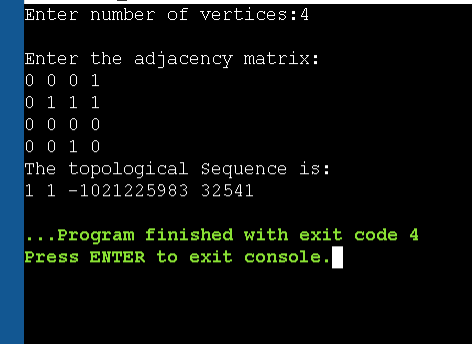 Enter number of vertices:4
Enter the adjacency matrix:
0 0 0 1
0 1 1 1
0 0 0 0
0 0 1 0
The topological Sequence is:
1 1 -1021225983 32541
...Program finished with exit code 4
Press ENTER to exit console.